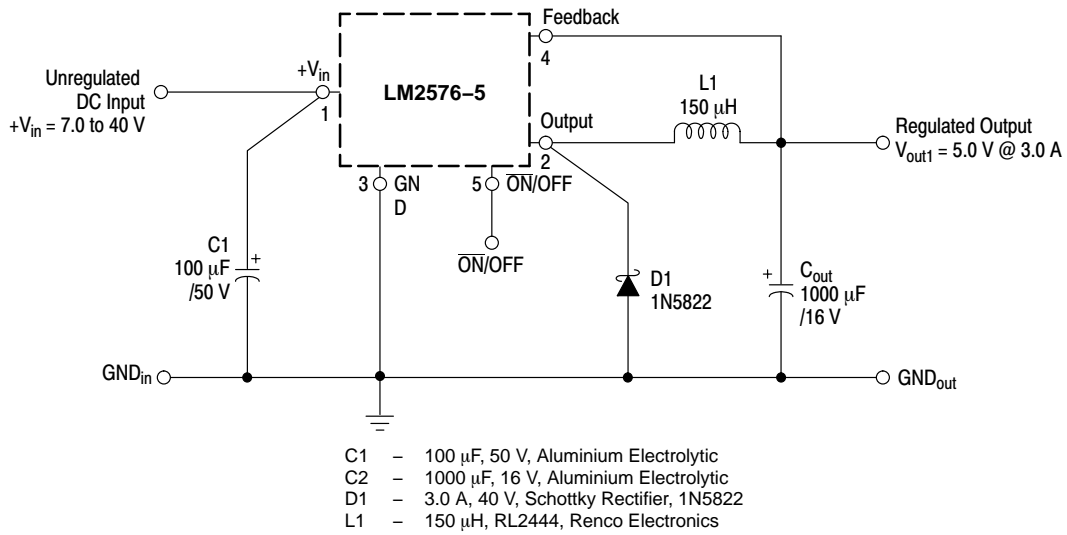 Feedback
4
Unregulated
DC Input
+Vin = 7.0 to 40 V
+Vin
1
LM2576−5
L1
150 μH
Output
2
Regulated Output
Vout1 = 5.0 V @ 3.0 A
3
GN
D
5
ON/OFF
ON/OFF
C1
100 μF
/50 V
+
D1
1N5822
+
Cout
1000 μF
/16 V
GNDin
GNDout
C1 – 100 μF, 50 V, Aluminium Electrolytic
C2 – 1000 μF, 16 V, Aluminium Electrolytic
D1 – 3.0 A, 40 V, Schottky Rectifier, 1N5822
L1 – 150 μH, RL2444, Renco Electronics